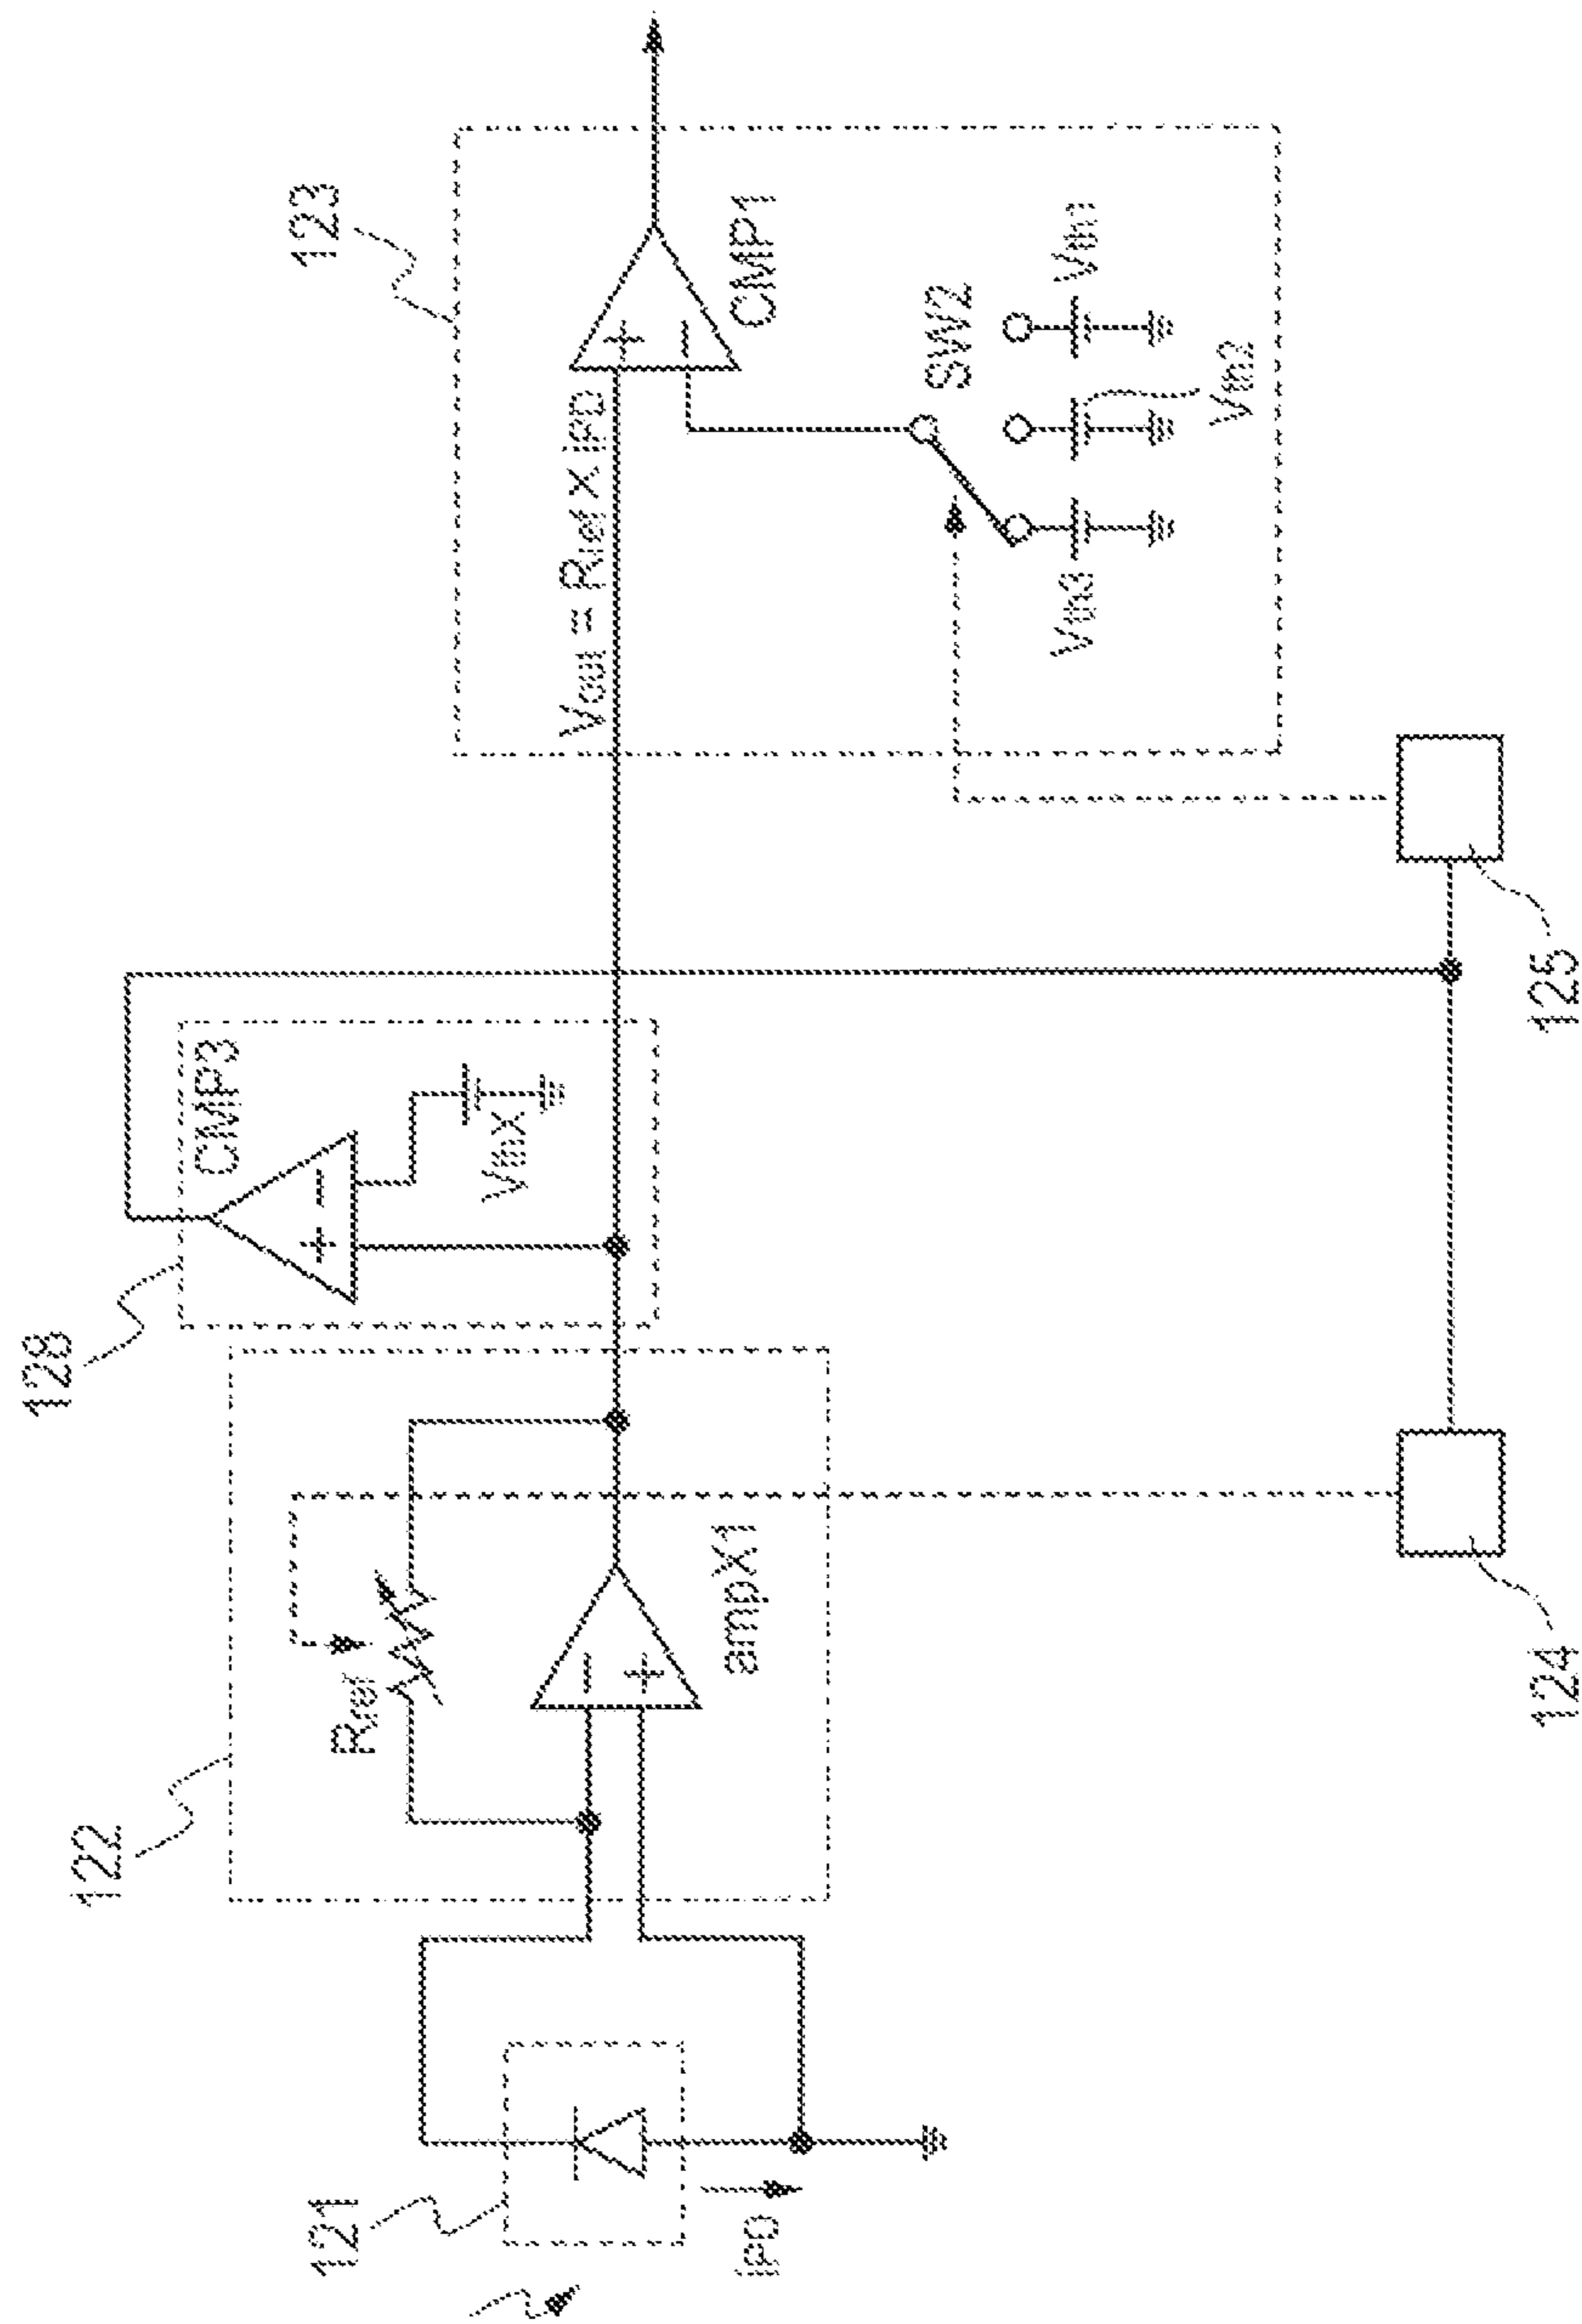 123
128
122
121
CMP3
VthX
Rref
ampX1
iPD
Vout = Rref X iPD
CMP1
SW2
Vth1
Vth2
Vth3
124
125